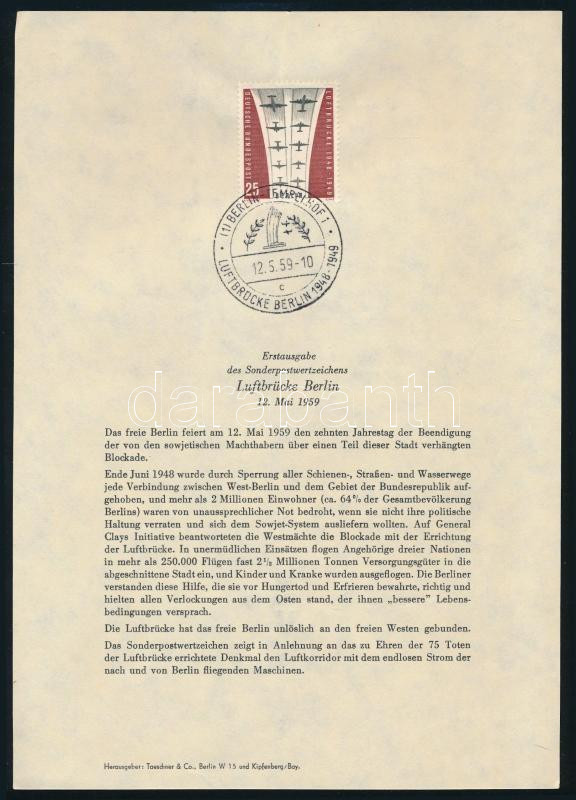 DEUTSCHE BUNDESPOST
LUFTBRÜCKE 1948-1949
25
BERLIN
(1) BERLIN-TEMPELHOF 1
12.5.59-10
c
LUFTBRÜCKE BERLIN 1948-1949
Erstausgabe
des Sonderpostwertzeichens
Luftbrücke Berlin
12. Mai 1959
darabanth
Das freie Berlin feiert am 12. Mai 1959 den zehnten Jahrestag der Beendigung
der von den sowjetischen Machthabern über einen Teil dieser Stadt verhängten
Blockade.
Ende Juni 1948 wurde durch Sperrung aller Schienen-, Straßen- und Wasserwege
jede Verbindung zwischen West-Berlin und dem Gebiet der Bundesrepublik auf-
gehoben, und mehr als 2 Millionen Einwohner (ca. 64% der Gesamtbevölkerung
Berlins) waren von unaussprechlicher Not bedroht, wenn sie nicht ihre politische
Haltung verraten und sich dem Sowjet-System ausliefern wollten. Auf General
Clays Initiative beantworteten die Westmächte die Blockade mit der Errichtung
der Luftbrücke. In unermüdlichen Einsätzen flogen Angehörige dreier Nationen
in mehr als 250.000 Flügen fast 2½ Millionen Tonnen Versorgungsgüter in die
abgeschnittene Stadt ein, und Kinder und Kranke wurden ausgeflogen. Die Berliner
verstanden diese Hilfe, die sie vor Hungertod und Erfrieren bewahrte, richtig und
hielten allen Verlockungen aus dem Osten stand, der ihnen „bessere" Lebens-
bedingungen versprach.
Die Luftbrücke hat das freie Berlin unlöslich an den freien Westen gebunden.
Das Sonderpostwertzeichen zeigt in Anlehnung an das zu Ehren der 75 Toten
der Luftbrücke errichtete Denkmal den Luftkorridor mit dem endlosen Strom der
nach und von Berlin fliegenden Maschinen.
Herausgeber: Taeschner & Co., Berlin W 15 und Kipfenberg/Bay.